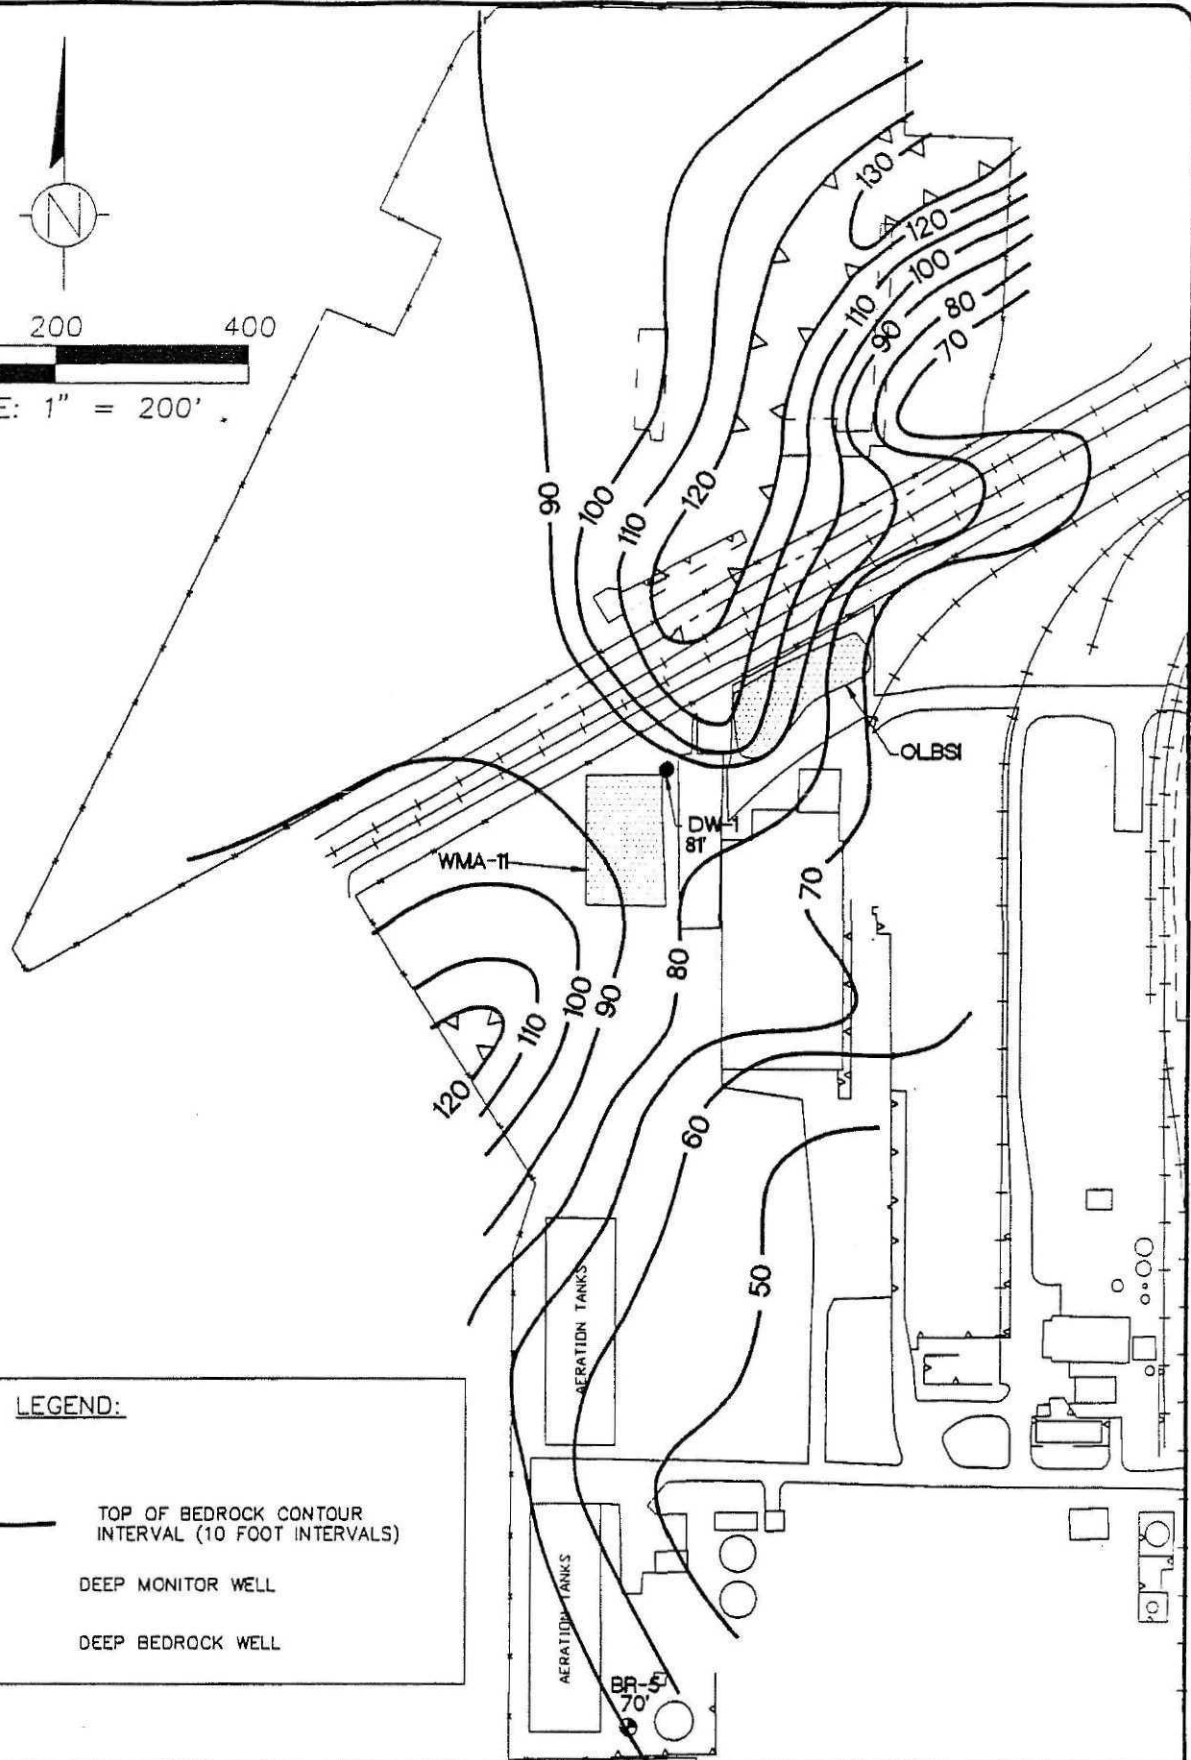 N
200 400
E: 1" = 200'
130
120
100
110
90
80
70
90
100
110
120
OLBSI
DW-1
81'
WMA-11
70
80
100
90
110
120
60
50
AERATION TANKS
AERATION TANKS
BR-5
70'
LEGEND:
TOP OF BEDROCK CONTOUR
INTERVAL (10 FOOT INTERVALS)
DEEP MONITOR WELL
DEEP BEDROCK WELL